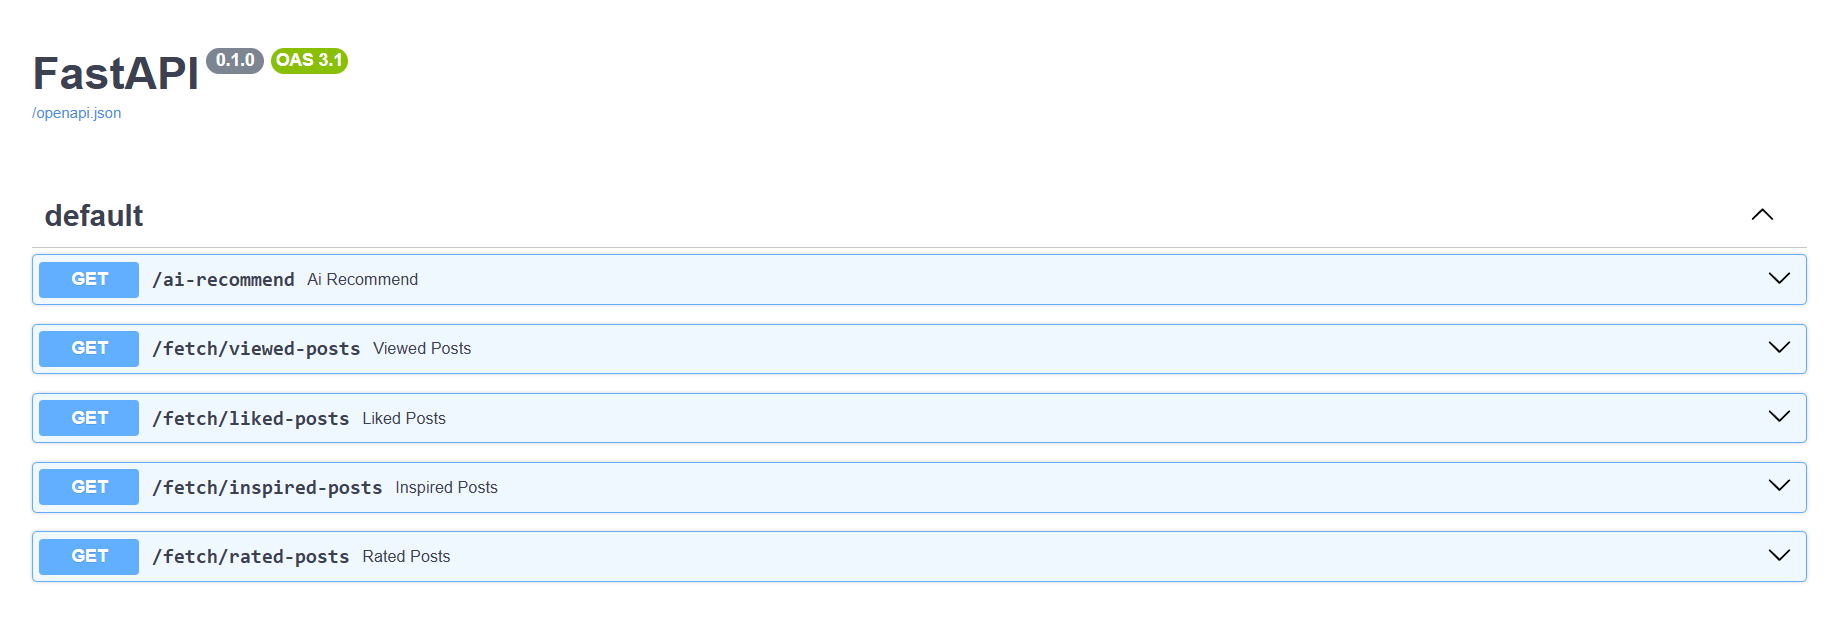 FastAPI 0.1.0 OAS 3.1
/openapi.json
default
GET /ai-recommend Ai Recommend
GET /fetch/viewed-posts Viewed Posts
GET /fetch/liked-posts Liked Posts
GET /fetch/inspired-posts Inspired Posts
GET /fetch/rated-posts Rated Posts